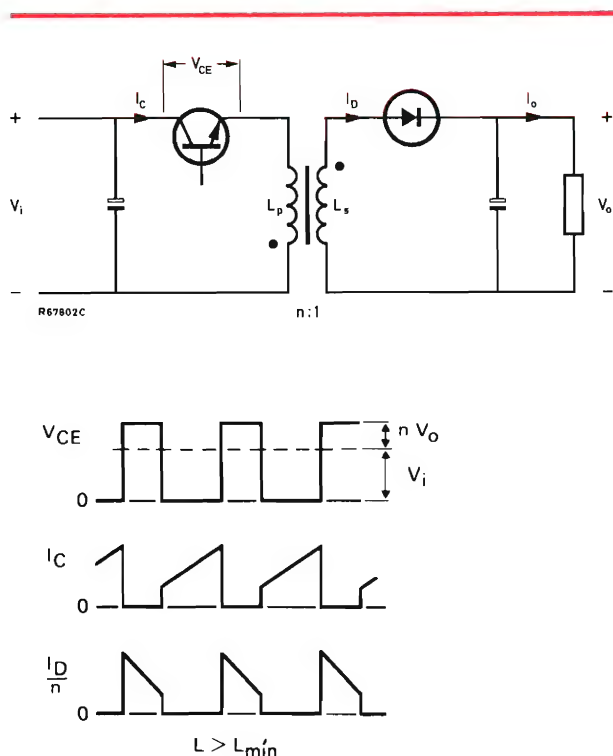 V_CE
I_C I_D I_o
+ +
V_i L_p L_s V_o
− −
R67802C n:1
V_CE n V_o
V_i
0
I_C
0
I_D
n
0
L > L_min